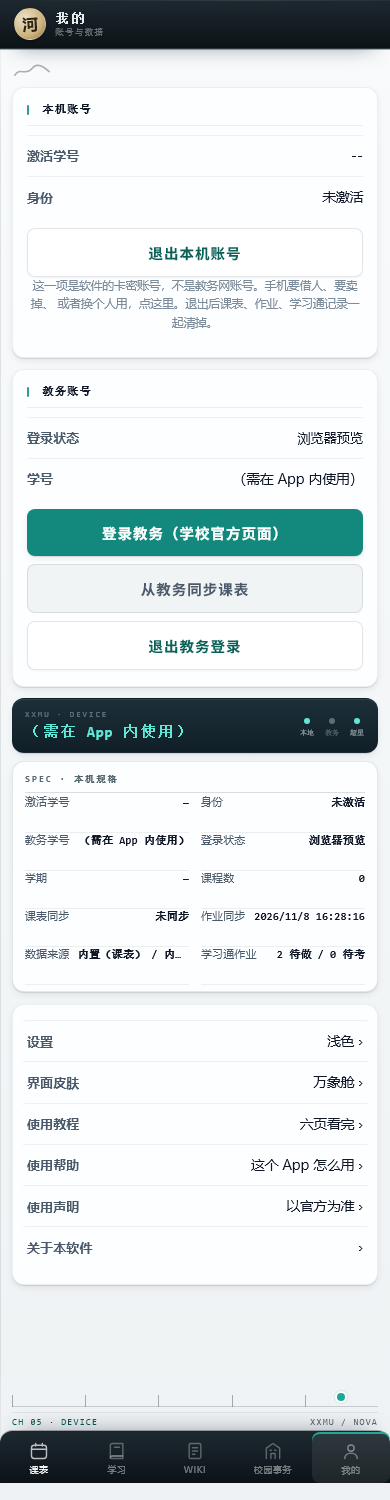 河
我的
账号与数据
本机账号
激活学号 --
身份 未激活
退出本机账号
这一项是软件的卡密账号，不是教务网账号。手机要借人、要卖
掉、 或者换个人用，点这里。退出后课表、作业、学习通记录一
起清掉。
教务账号
登录状态 浏览器预览
学号 （需在 App 内使用）
登录教务（学校官方页面）
从教务同步课表
退出教务登录
XXMU · DEVICE
（需在 App 内使用）
本地 教务
SPEC · 本机规格
激活学号 — 身份 未激活
教务学号 （需在 App 内使用） 登录状态 浏览器预览
学期 — 课程数 0
课表同步 未同步 作业同步 2026/11/8 16:28:16
数据来源 内置（课表） / 内… 学习通作业 2 待做 / 0 待考
设置 浅色 ›
界面皮肤 万象舱 ›
使用教程 六页看完 ›
使用帮助 这个 App 怎么用 ›
使用声明 以官方为准 ›
关于本软件 ›
CH 05 · DEVICE XXMU / NOVA
课表 学习 WIKI 校园事务 我的